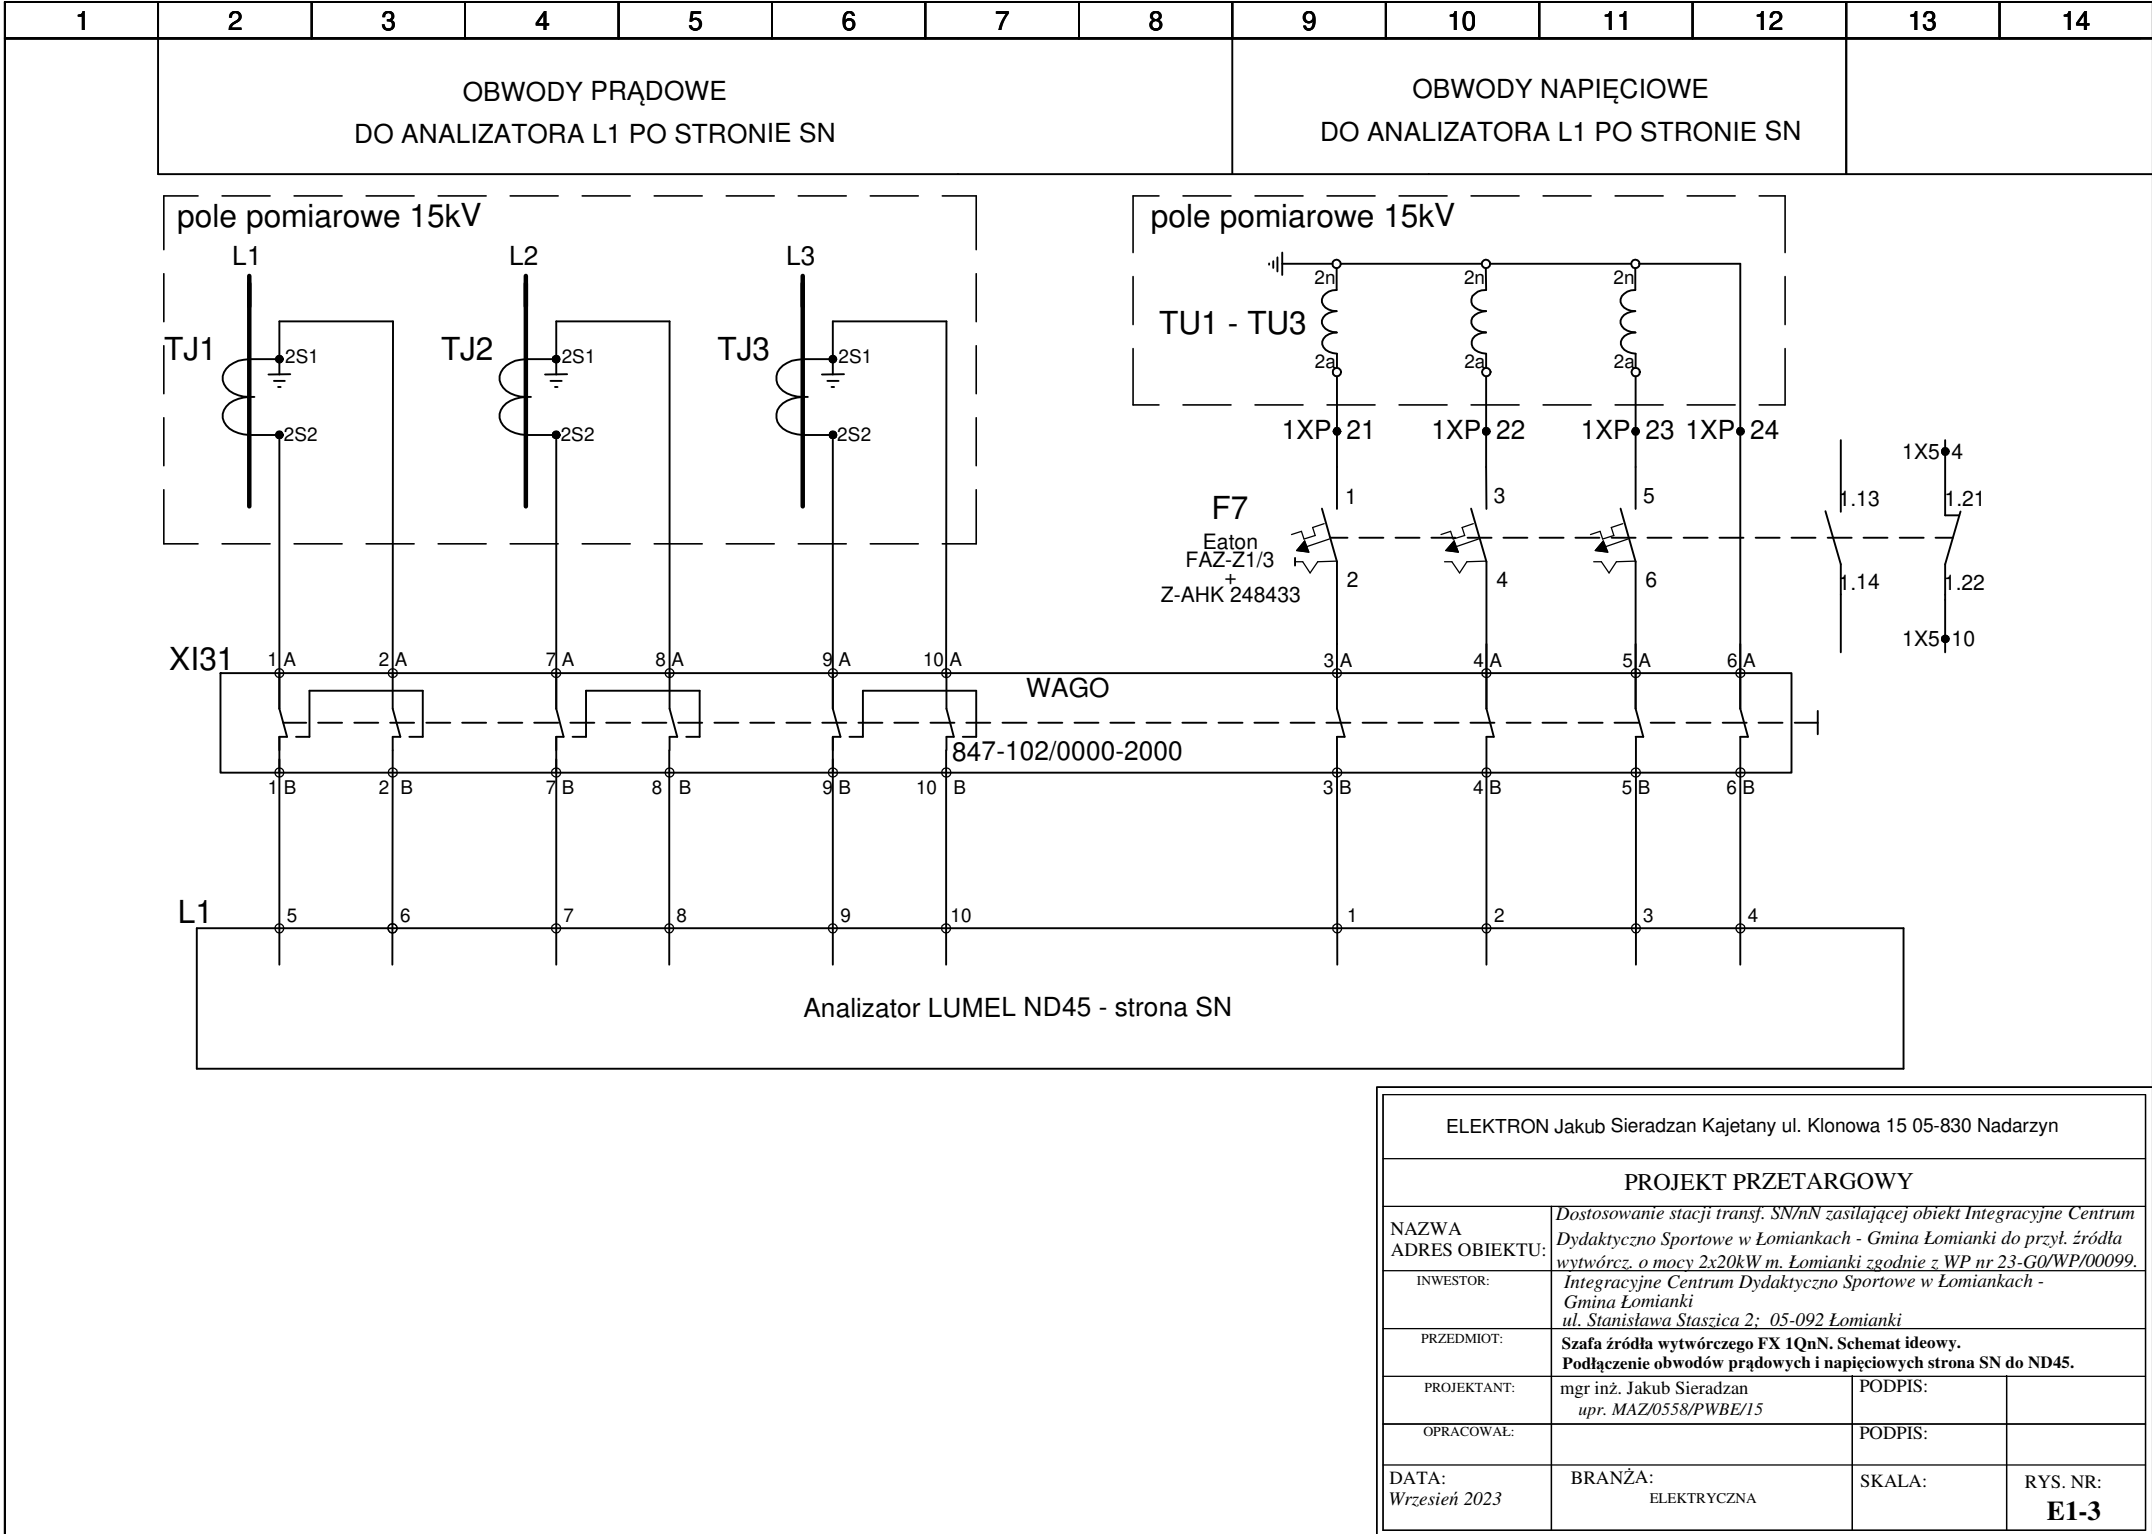 1 2 3 4 5 6 7 8 9 10 11 12 13 14
OBWODY PRĄDOWE
DO ANALIZATORA L1 PO STRONIE SN
OBWODY NAPIĘCIOWE
DO ANALIZATORA L1 PO STRONIE SN
pole pomiarowe 15kV
L1 L2 L3
TJ1 2S1 TJ2 2S1 TJ3 2S1
2S2 2S2 2S2
pole pomiarowe 15kV
2n 2n 2n
TU1 - TU3
2a 2a 2a
1XP 21 1XP 22 1XP 23 1XP 24
1X5 4
1 3 5 1.13 1.21
F7
Eaton
FAZ-Z1/3
+
Z-AHK 248433
2 4 6 1.14 1.22
1X5 10
XI31 1 A 2 A 7 A 8 A 9 A 10 A 3 A 4 A 5 A 6 A
WAGO
847-102/0000-2000
1 B 2 B 7 B 8 B 9 B 10 B 3 B 4 B 5 B 6 B
L1 5 6 7 8 9 10 1 2 3 4
Analizator LUMEL ND45 - strona SN
ELEKTRON Jakub Sieradzan Kajetany ul. Klonowa 15 05-830 Nadarzyn
PROJEKT PRZETARGOWY
NAZWA
ADRES OBIEKTU:
Dostosowanie stacji transf. SN/nN zasilającej obiekt Integracyjne Centrum
Dydaktyczno Sportowe w Łomiankach - Gmina Łomianki do przył. źródła
wytwórcz. o mocy 2x20kW m. Łomianki zgodnie z WP nr 23-G0/WP/00099.
INWESTOR:
Integracyjne Centrum Dydaktyczno Sportowe w Łomiankach -
Gmina Łomianki
ul. Stanisława Staszica 2; 05-092 Łomianki
PRZEDMIOT:
Szafa źródła wytwórczego FX 1QnN. Schemat ideowy.
Podłączenie obwodów prądowych i napięciowych strona SN do ND45.
PROJEKTANT:
mgr inż. Jakub Sieradzan
upr. MAZ/0558/PWBE/15
PODPIS:
OPRACOWAŁ:
PODPIS:
DATA:
Wrzesień 2023
BRANŻA:
ELEKTRYCZNA
SKALA:
RYS. NR:
E1-3